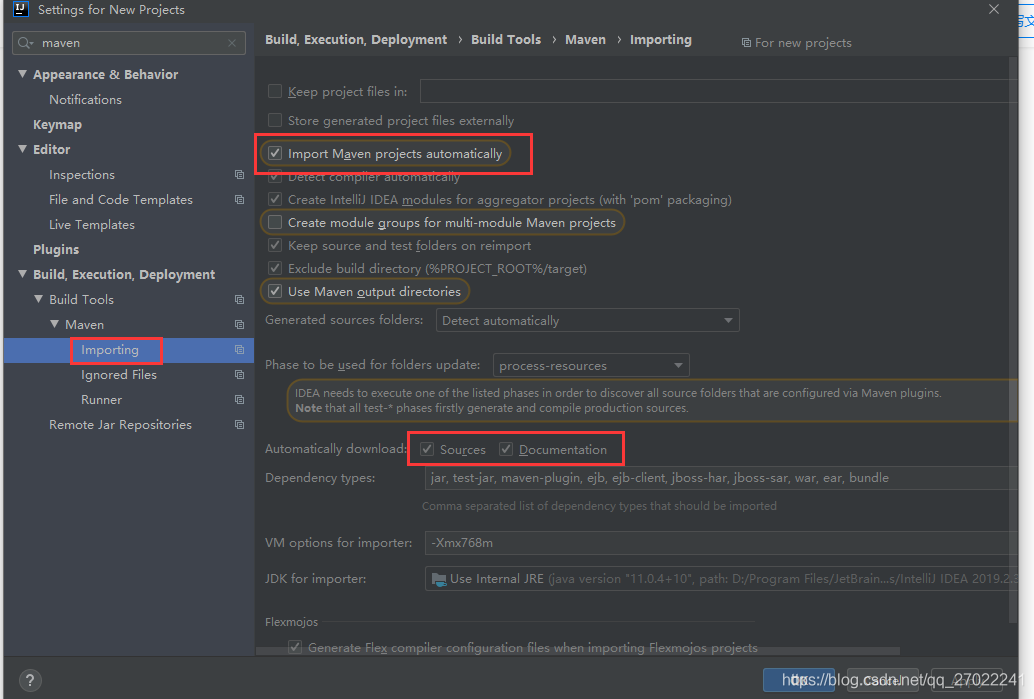 IJ Settings for New Projects
maven
Appearance & Behavior
Notifications
Keymap
Editor
Inspections
File and Code Templates
Live Templates
Plugins
Build, Execution, Deployment
Build Tools
Maven
Importing
Ignored Files
Runner
Remote Jar Repositories
Build, Execution, Deployment › Build Tools › Maven › Importing For new projects
Keep project files in:
Store generated project files externally
Import Maven projects automatically
Detect compiler automatically
Create IntelliJ IDEA modules for aggregator projects (with 'pom' packaging)
Create module groups for multi-module Maven projects
Keep source and test folders on reimport
Exclude build directory (%PROJECT_ROOT%/target)
Use Maven output directories
Generated sources folders: Detect automatically
Phase to be used for folders update: process-resources
IDEA needs to execute one of the listed phases in order to discover all source folders that are configured via Maven plugins.
Note that all test-* phases firstly generate and compile production sources.
Automatically download: Sources Documentation
Dependency types: jar, test-jar, maven-plugin, ejb, ejb-client, jboss-har, jboss-sar, war, ear, bundle
Comma separated list of dependency types that should be imported
VM options for importer: -Xmx768m
JDK for importer: Use Internal JRE (java version "11.0.4+10", path: D:/Program Files/JetBrain...s/IntelliJ IDEA 2019.2.3
Flexmojos
Generate Flex compiler configuration files when importing Flexmojos projects
? OK Cancel Apply
https://blog.csdn.net/qq_27022241